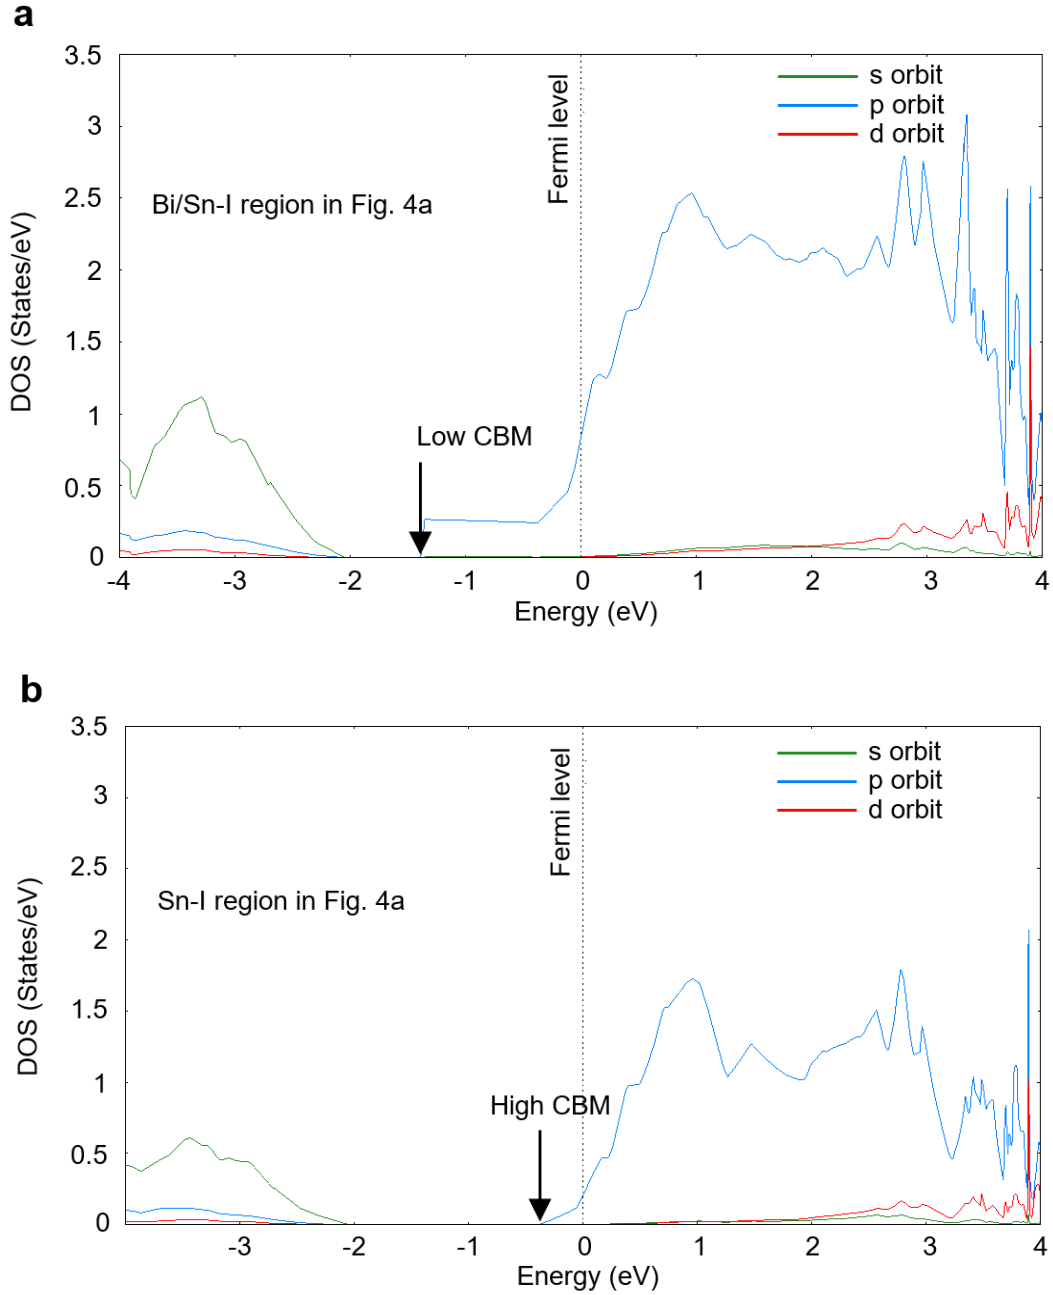 a
3.5
3
2.5
2
1.5
1
0.5
0
DOS (States/eV)
Fermi level
s orbit
p orbit
d orbit
Bi/Sn-I region in Fig. 4a
Low CBM
-4 -3 -2 -1 0 1 2 3 4
Energy (eV)
b
3.5
3
2.5
2
1.5
1
0.5
0
DOS (States/eV)
Fermi level
s orbit
p orbit
d orbit
Sn-I region in Fig. 4a
High CBM
-3 -2 -1 0 1 2 3 4
Energy (eV)